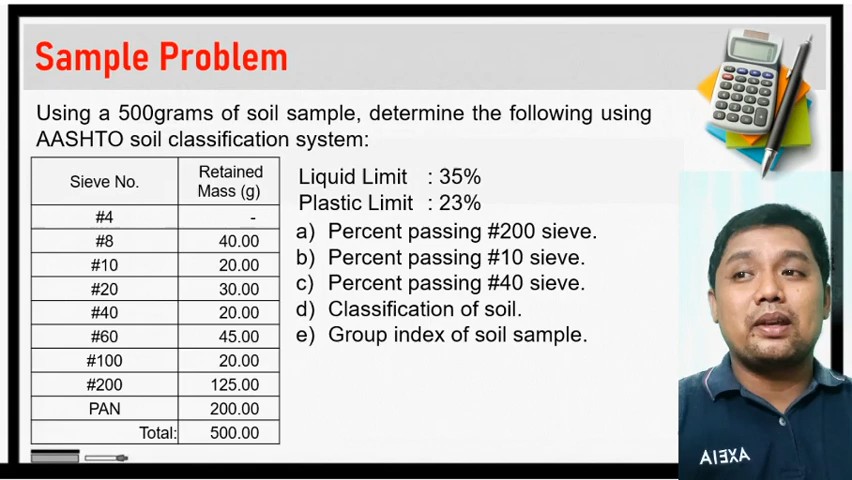 Sample Problem
Using a 500grams of soil sample, determine the following using
AASHTO soil classification system:
Sieve No. Retained Mass (g)
#4 -
#8 40.00
#10 20.00
#20 30.00
#40 20.00
#60 45.00
#100 20.00
#200 125.00
PAN 200.00
Total: 500.00
Liquid Limit : 35%
Plastic Limit : 23%
a) Percent passing #200 sieve.
b) Percent passing #10 sieve.
c) Percent passing #40 sieve.
d) Classification of soil.
e) Group index of soil sample.
AXEIA